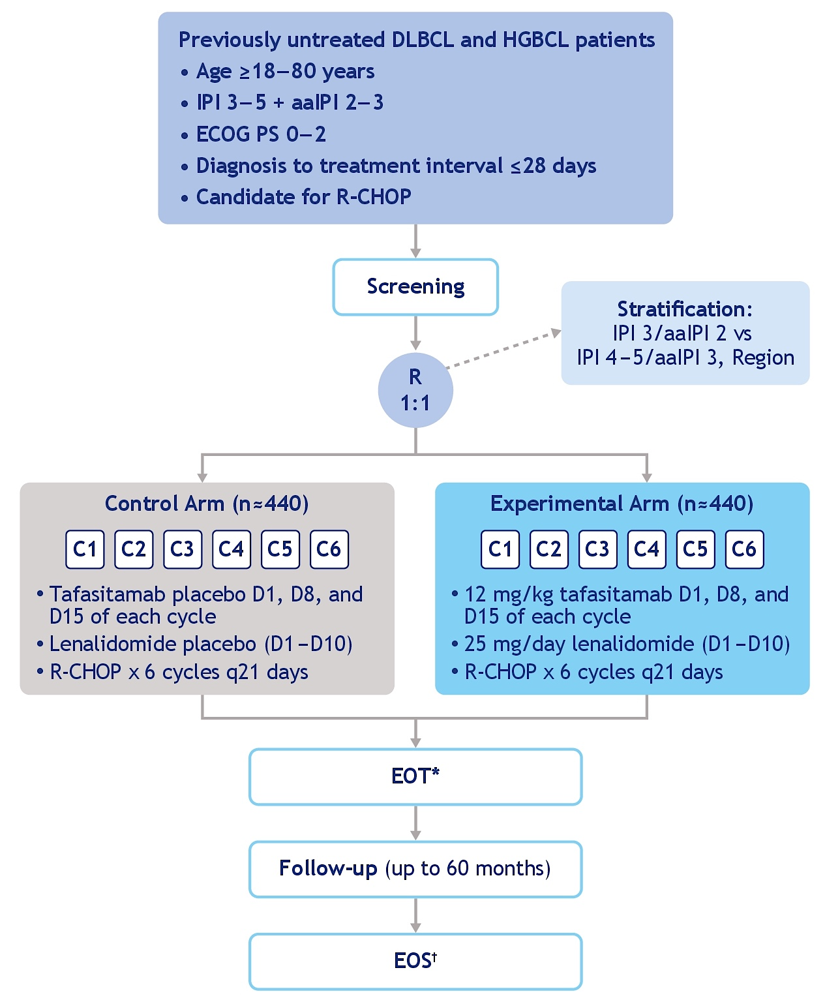 Previously untreated DLBCL and HGBCL patients
• Age ≥18–80 years
• IPI 3–5 + aaIPI 2–3
• ECOG PS 0–2
• Diagnosis to treatment interval ≤28 days
• Candidate for R-CHOP
Screening
Stratification:
IPI 3/aaIPI 2 vs
IPI 4–5/aaIPI 3, Region
R
1:1
Control Arm (n≈440)
C1 C2 C3 C4 C5 C6
• Tafasitamab placebo D1, D8, and
D15 of each cycle
• Lenalidomide placebo (D1–D10)
• R-CHOP x 6 cycles q21 days
Experimental Arm (n≈440)
C1 C2 C3 C4 C5 C6
• 12 mg/kg tafasitamab D1, D8, and
D15 of each cycle
• 25 mg/day lenalidomide (D1–D10)
• R-CHOP x 6 cycles q21 days
EOT*
Follow-up (up to 60 months)
EOS†